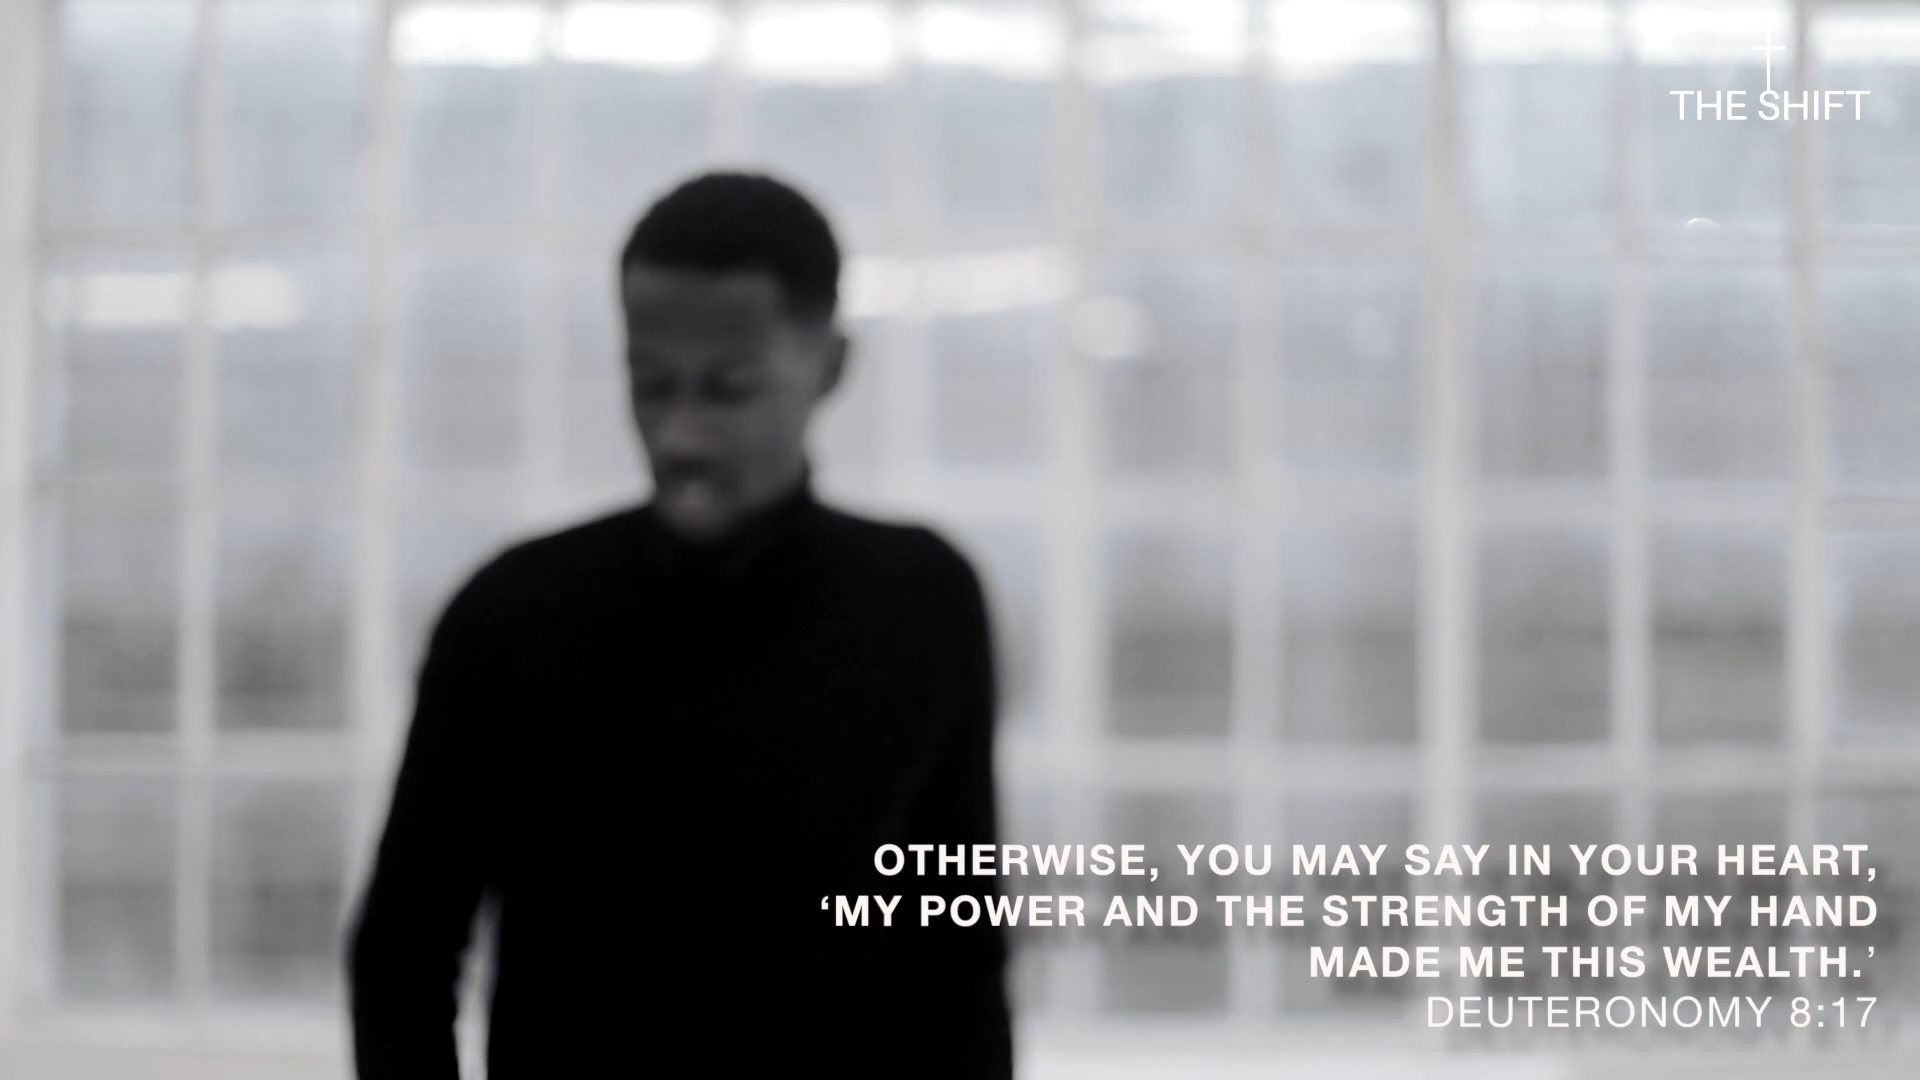 THE SHIFT
OTHERWISE, YOU MAY SAY IN YOUR HEART,
‘MY POWER AND THE STRENGTH OF MY HAND
MADE ME THIS WEALTH.’
DEUTERONOMY 8:17